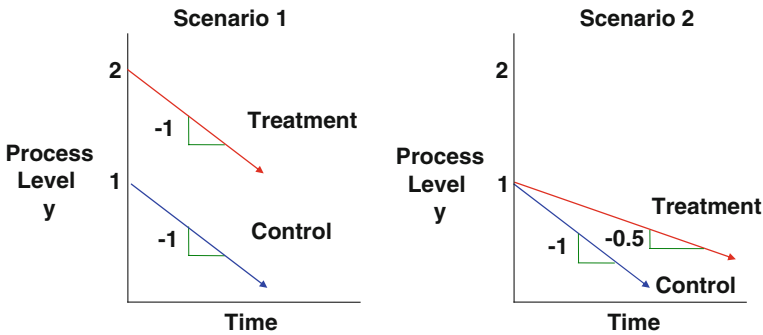 Scenario 1
2
-1
Treatment
Process
Level
y
1
-1
Control
Time
Scenario 2
2
Process
Level
y
1
Treatment
-0.5
-1
Control
Time